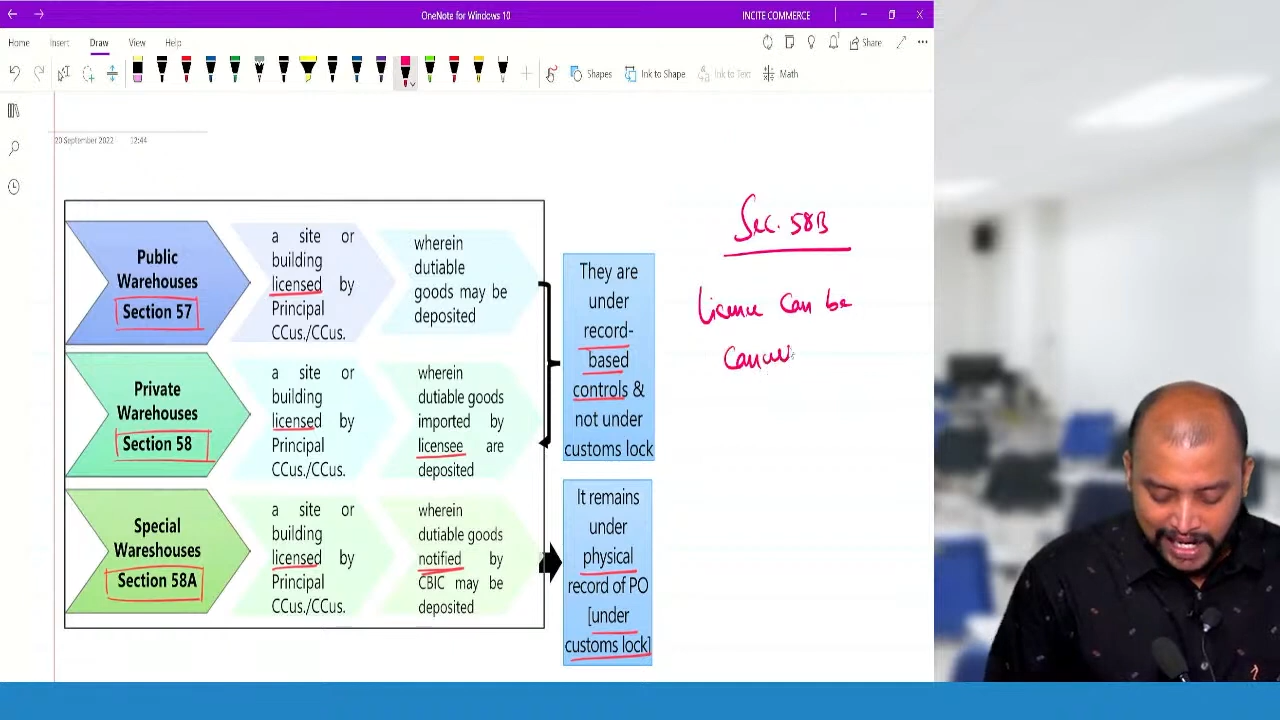 OneNote for Windows 10
INCITE COMMERCE
Home Insert Draw View Help
Share
Shapes
Ink to Shape
Ink to Text
Math
20 September 2022 12:44
Public
Warehouses
Section 57
a site or
building
licensed by
Principal
CCus./CCus.
wherein
dutiable
goods may be
deposited
Private
Warehouses
Section 58
a site or
building
licensed by
Principal
CCus./CCus.
wherein
dutiable goods
imported by
licensee are
deposited
Special
Wareshouses
Section 58A
a site or
building
licensed by
Principal
CCus./CCus.
wherein
dutiable goods
notified by
CBIC may be
deposited
They are
under
record-
based
controls &
not under
customs lock
It remains
under
physical
record of PO
[under
customs lock]
Sec. 58B
Licence can be